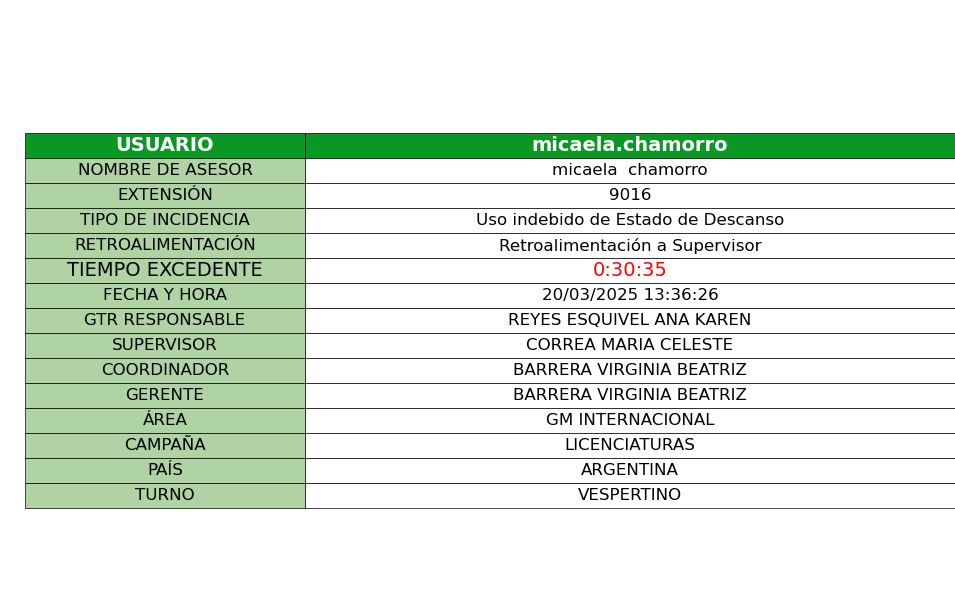 USUARIO micaela.chamorro
NOMBRE DE ASESOR micaela  chamorro
EXTENSIÓN 9016
TIPO DE INCIDENCIA Uso indebido de Estado de Descanso
RETROALIMENTACIÓN Retroalimentación a Supervisor
TIEMPO EXCEDENTE 0:30:35
FECHA Y HORA 20/03/2025 13:36:26
GTR RESPONSABLE REYES ESQUIVEL ANA KAREN
SUPERVISOR CORREA MARIA CELESTE
COORDINADOR BARRERA VIRGINIA BEATRIZ
GERENTE BARRERA VIRGINIA BEATRIZ
ÁREA GM INTERNACIONAL
CAMPAÑA LICENCIATURAS
PAÍS ARGENTINA
TURNO VESPERTINO